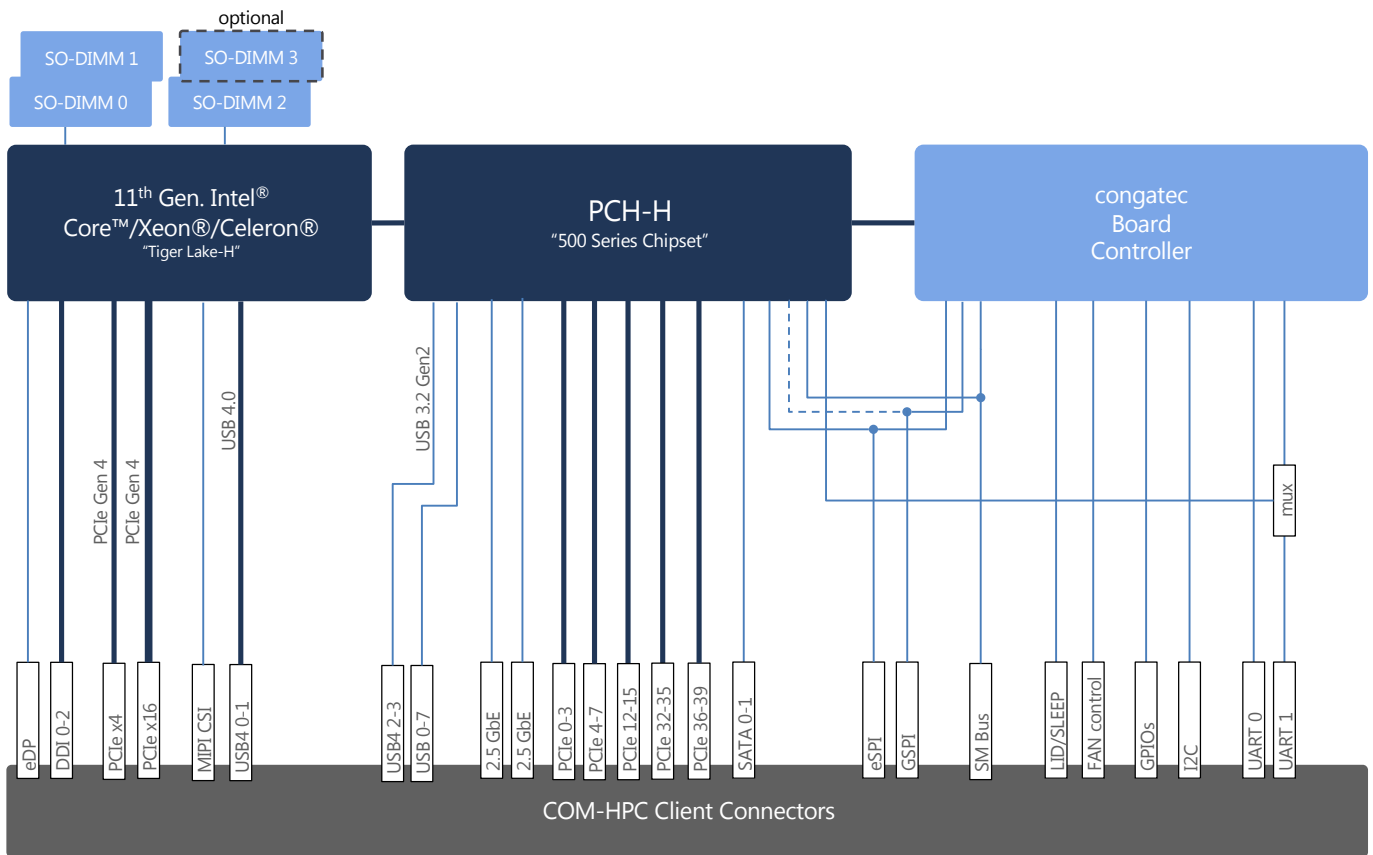 optional
SO-DIMM 1
SO-DIMM 3
SO-DIMM 0
SO-DIMM 2
11th Gen. Intel®
Core™/Xeon®/Celeron®
“Tiger Lake-H”
PCH-H
“500 Series Chipset”
congatec
Board
Controller
PCIe Gen 4
PCIe Gen 4
USB 4.0
USB 3.2 Gen2
mux
eDP
DDI 0-2
PCIe x4
PCIe x16
MIPI CSI
USB4 0-1
USB4 2-3
USB 0-7
2.5 GbE
2.5 GbE
PCIe 0-3
PCIe 4-7
PCIe 12-15
PCIe 32-35
PCIe 36-39
SATA 0-1
eSPI
GSPI
SM Bus
LID/SLEEP
FAN control
GPIOs
I2C
UART 0
UART 1
COM-HPC Client Connectors